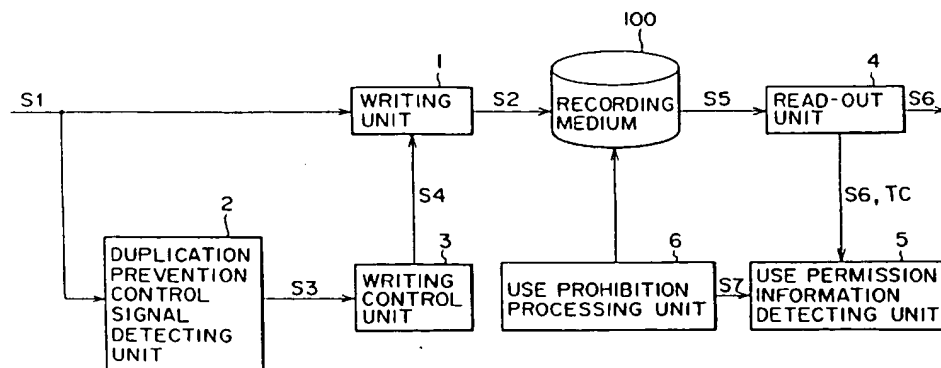 100
1
4
S1
WRITING
UNIT
S2
RECORDING
MEDIUM
S5
READ-OUT
UNIT
S6
S4
S6, TC
2
DUPLICATION
PREVENTION
CONTROL
SIGNAL
DETECTING
UNIT
S3
3
WRITING
CONTROL
UNIT
6
USE PROHIBITION
PROCESSING UNIT
S7
5
USE PERMISSION
INFORMATION
DETECTING UNIT